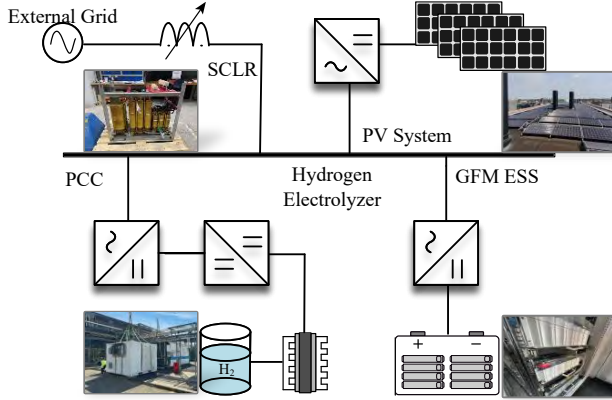 External Grid
SCLR
PV System
PCC
Hydrogen
Electrolyzer
GFM ESS
H₂
+ −